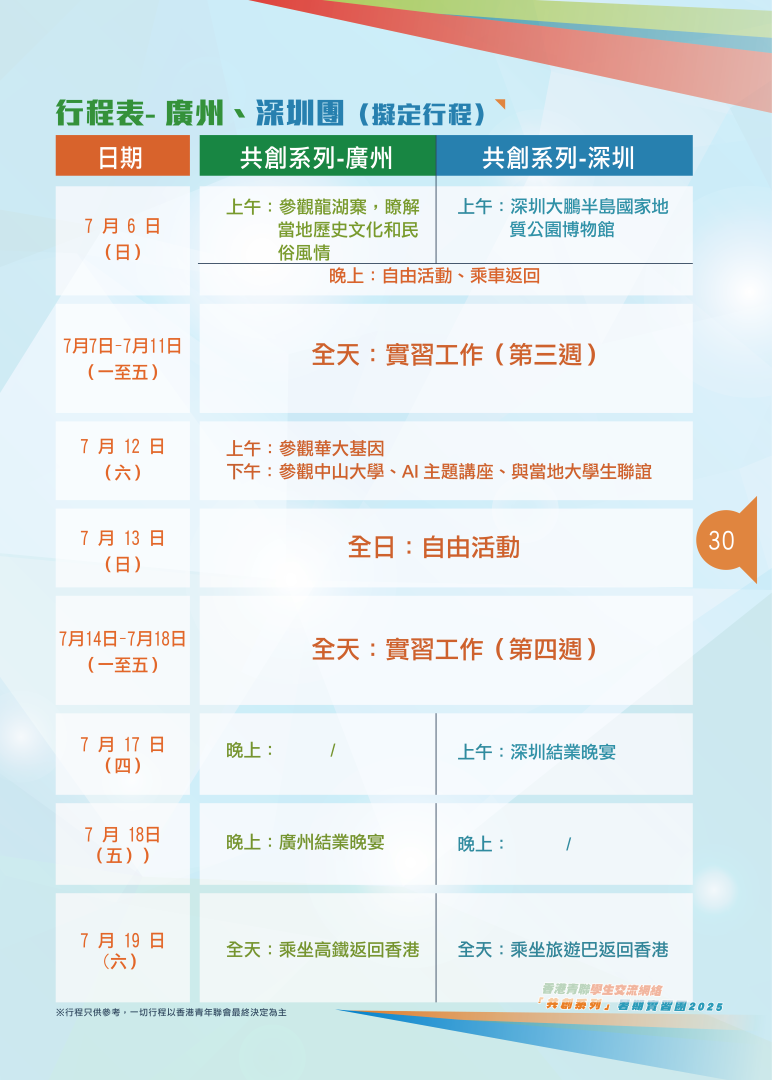 行程表- 廣州、深圳團（擬定行程）
日期
共創系列-廣州
共創系列-深圳
7 月 6 日
（日）
上午：參觀龍湖寨，瞭解
當地歷史文化和民
俗風情
上午：深圳大鵬半島國家地
質公園博物館
晚上：自由活動、乘車返回
7月7日-7月11日
（一至五）
全天：實習工作（第三週）
7 月 12 日
（六）
上午：參觀華大基因
下午：參觀中山大學、AI 主題講座、與當地大學生聯誼
7 月 13 日
（日）
全日：自由活動
30
7月14日-7月18日
（一至五）
全天：實習工作（第四週）
7 月 17 日
（四）
晚上： /
上午：深圳結業晚宴
7 月 18日
（五））
晚上：廣州結業晚宴
晚上： /
7 月 19 日
（六）
全天：乘坐高鐵返回香港
全天：乘坐旅遊巴返回香港
香港青聯學生交流網絡
「共創系列」暑期實習團2025
※行程只供參考，一切行程以香港青年聯會最終決定為主